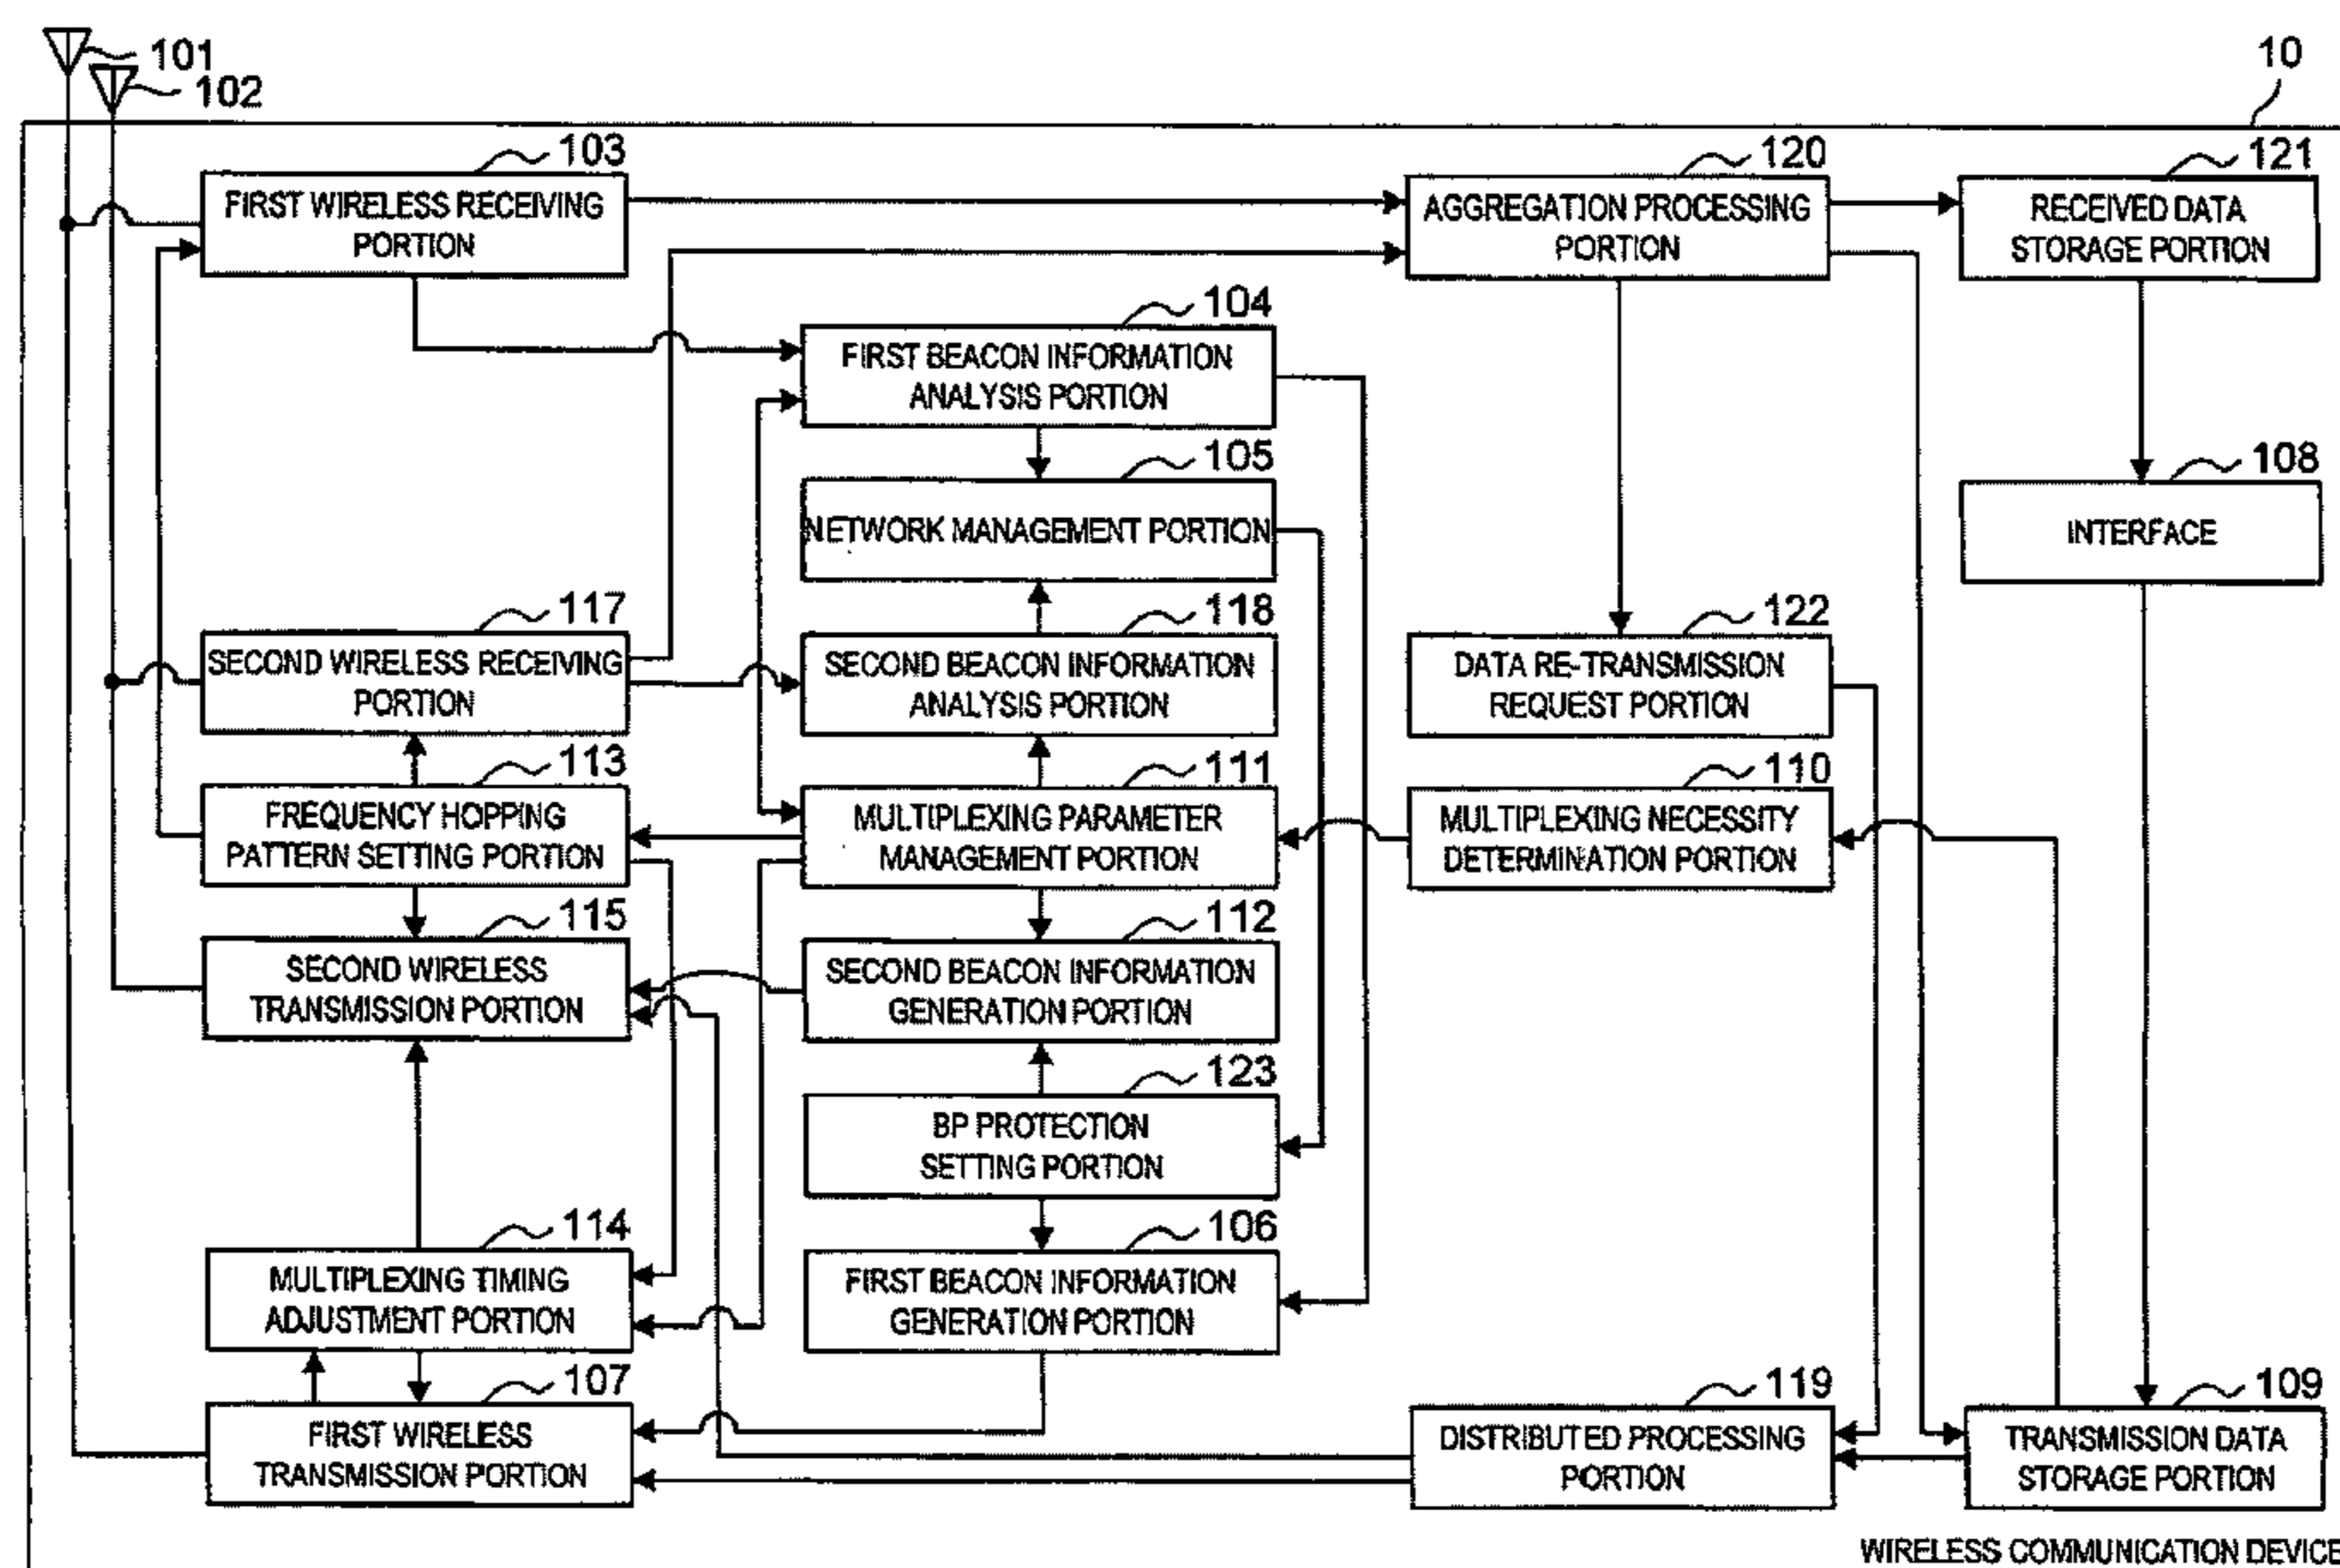 101
102
10
103
FIRST WIRELESS RECEIVING
PORTION
120
AGGREGATION PROCESSING
PORTION
121
RECEIVED DATA
STORAGE PORTION
104
FIRST BEACON INFORMATION
ANALYSIS PORTION
105
NETWORK MANAGEMENT PORTION
108
INTERFACE
117
SECOND WIRELESS RECEIVING
PORTION
118
SECOND BEACON INFORMATION
ANALYSIS PORTION
122
DATA RE-TRANSMISSION
REQUEST PORTION
113
FREQUENCY HOPPING
PATTERN SETTING PORTION
111
MULTIPLEXING PARAMETER
MANAGEMENT PORTION
110
MULTIPLEXING NECESSITY
DETERMINATION PORTION
115
SECOND WIRELESS
TRANSMISSION PORTION
112
SECOND BEACON INFORMATION
GENERATION PORTION
123
BP PROTECTION
SETTING PORTION
114
MULTIPLEXING TIMING
ADJUSTMENT PORTION
106
FIRST BEACON INFORMATION
GENERATION PORTION
107
FIRST WIRELESS
TRANSMISSION PORTION
119
DISTRIBUTED PROCESSING
PORTION
109
TRANSMISSION DATA
STORAGE PORTION
WIRELESS COMMUNICATION DEVICE